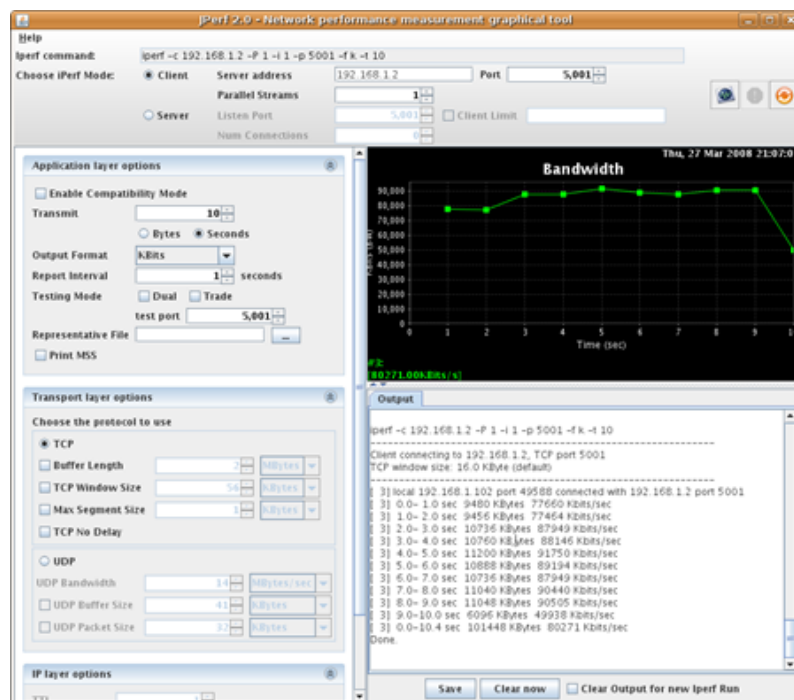 JPerf 2.0 - Network performance measurement graphical tool
Help
Iperf command: iperf -c 192.168.1.2 -P 1 -i 1 -p 5001 -f k -t 10
Choose iPerf Mode: Client Server address 192.168.1.2 Port 5,001
Parallel Streams 1
Server Listen Port 5,001 Client Limit
Num Connections 0
Application layer options
Enable Compatibility Mode
Transmit 10
Bytes Seconds
Output Format KBits
Report Interval 1 seconds
Testing Mode Dual Trade
test port 5,001
Representative File ...
Print MSS
Transport layer options
Choose the protocol to use
TCP
Buffer Length 2 MBytes
TCP Window Size 56 KBytes
Max Segment Size 1 KBytes
TCP No Delay
UDP
UDP Bandwidth 14 MBytes/sec
UDP Buffer Size 41 KBytes
UDP Packet Size 32 KBytes
IP layer options
TTL 1
Thu, 27 Mar 2008 21:07:0
Bandwidth
90,000
80,000
70,000
60,000
50,000
40,000
30,000
20,000
10,000
0
0 1 2 3 4 5 6 7 8 9
Time (sec)
#3:
[80271.00KBits/s]
Output
iperf -c 192.168.1.2 -P 1 -i 1 -p 5001 -f k -t 10
------------------------------------------------------------
Client connecting to 192.168.1.2, TCP port 5001
TCP window size: 16.0 KByte (default)
------------------------------------------------------------
[ 3] local 192.168.1.102 port 49588 connected with 192.168.1.2 port 5001
[ 3] 0.0- 1.0 sec 9480 KBytes 77660 Kbits/sec
[ 3] 1.0- 2.0 sec 9456 KBytes 77464 Kbits/sec
[ 3] 2.0- 3.0 sec 10736 KBytes 87949 Kbits/sec
[ 3] 3.0- 4.0 sec 10760 KBytes 88146 Kbits/sec
[ 3] 4.0- 5.0 sec 11200 KBytes 91750 Kbits/sec
[ 3] 5.0- 6.0 sec 10888 KBytes 89194 Kbits/sec
[ 3] 6.0- 7.0 sec 10736 KBytes 87949 Kbits/sec
[ 3] 7.0- 8.0 sec 11040 KBytes 90440 Kbits/sec
[ 3] 8.0- 9.0 sec 11048 KBytes 90505 Kbits/sec
[ 3] 9.0-10.0 sec 6096 KBytes 49938 Kbits/sec
[ 3] 0.0-10.4 sec 101448 KBytes 80271 Kbits/sec
Done.
Save Clear now Clear Output for new Iperf Run